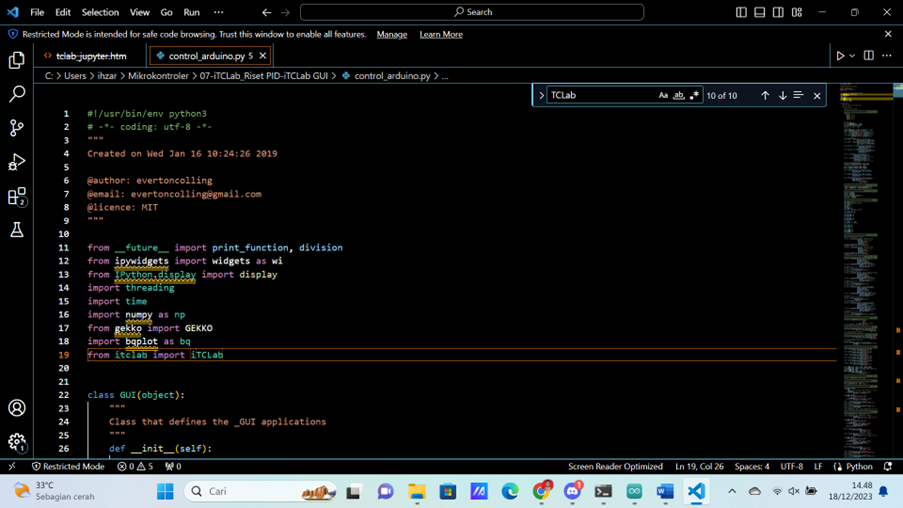 File Edit Selection View Go Run ··· Search
Restricted Mode is intended for safe code browsing. Trust this window to enable all features. Manage Learn More
tclab_jupyter.htm control_arduino.py 5
C: > Users > ihzar > Mikrokontroler > 07-iTCLab_Riset PID-iTCLab GUI > control_arduino.py > ...
TCLab Aa ab 10 of 10
1 #!/usr/bin/env python3
2 # -*- coding: utf-8 -*-
3 """
4 Created on Wed Jan 16 10:24:26 2019
5
6 @author: evertoncolling
7 @email: evertoncolling@gmail.com
8 @licence: MIT
9 """
10
11 from __future__ import print_function, division
12 from ipywidgets import widgets as wi
13 from IPython.display import display
14 import threading
15 import time
16 import numpy as np
17 from gekko import GEKKO
18 import bqplot as bq
19 from itclab import iTCLab
20
21
22 class GUI(object):
23 """
24 Class that defines the _GUI applications
25 """
26 def __init__(self):
2
1
Restricted Mode 0 5 0 Screen Reader Optimized Ln 19, Col 26 Spaces: 4 UTF-8 LF Python
33°C
Sebagian cerah
Cari
1
14.48
18/12/2023